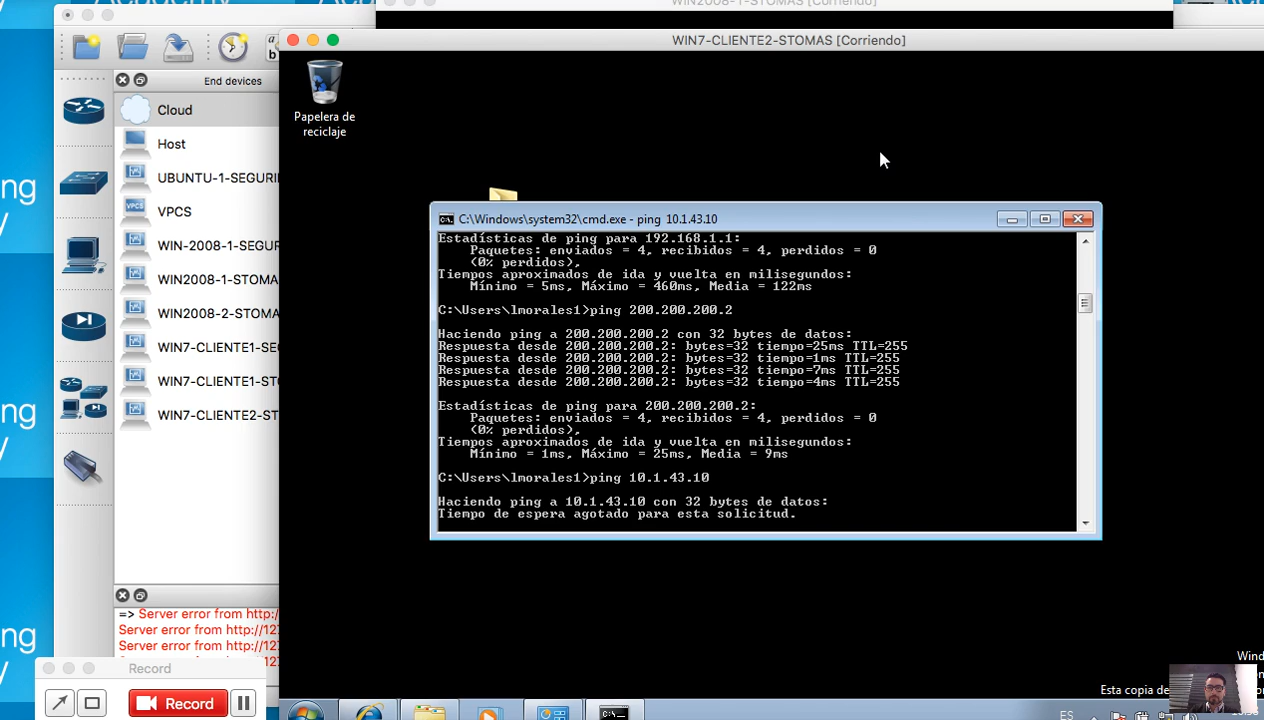 WIN2008-1-STOMAS [Corriendo]
WIN7-CLIENTE2-STOMAS [Corriendo]
End devices
Cloud
Host
UBUNTU-1-SEGURI
VPCS
WIN-2008-1-SEGUR
WIN2008-1-STOMA
WIN2008-2-STOMA
WIN7-CLIENTE1-SE
WIN7-CLIENTE1-ST
WIN7-CLIENTE2-ST
Papelera de
reciclaje
C:\Windows\system32\cmd.exe - ping 10.1.43.10
Estadísticas de ping para 192.168.1.1:
Paquetes: enviados = 4, recibidos = 4, perdidos = 0
(0% perdidos),
Tiempos aproximados de ida y vuelta en milisegundos:
Mínimo = 5ms, Máximo = 460ms, Media = 122ms
C:\Users\lmorales1>ping 200.200.200.2
Haciendo ping a 200.200.200.2 con 32 bytes de datos:
Respuesta desde 200.200.200.2: bytes=32 tiempo=25ms TTL=255
Respuesta desde 200.200.200.2: bytes=32 tiempo=1ms TTL=255
Respuesta desde 200.200.200.2: bytes=32 tiempo=7ms TTL=255
Respuesta desde 200.200.200.2: bytes=32 tiempo=4ms TTL=255
Estadísticas de ping para 200.200.200.2:
Paquetes: enviados = 4, recibidos = 4, perdidos = 0
(0% perdidos),
Tiempos aproximados de ida y vuelta en milisegundos:
Mínimo = 1ms, Máximo = 25ms, Media = 9ms
C:\Users\lmorales1>ping 10.1.43.10
Haciendo ping a 10.1.43.10 con 32 bytes de datos:
Tiempo de espera agotado para esta solicitud.
=> Server error from http://
Server error from http://12
Server error from http://12
Server error from http://12
Record
Record
Wind
Esta copia de
ES